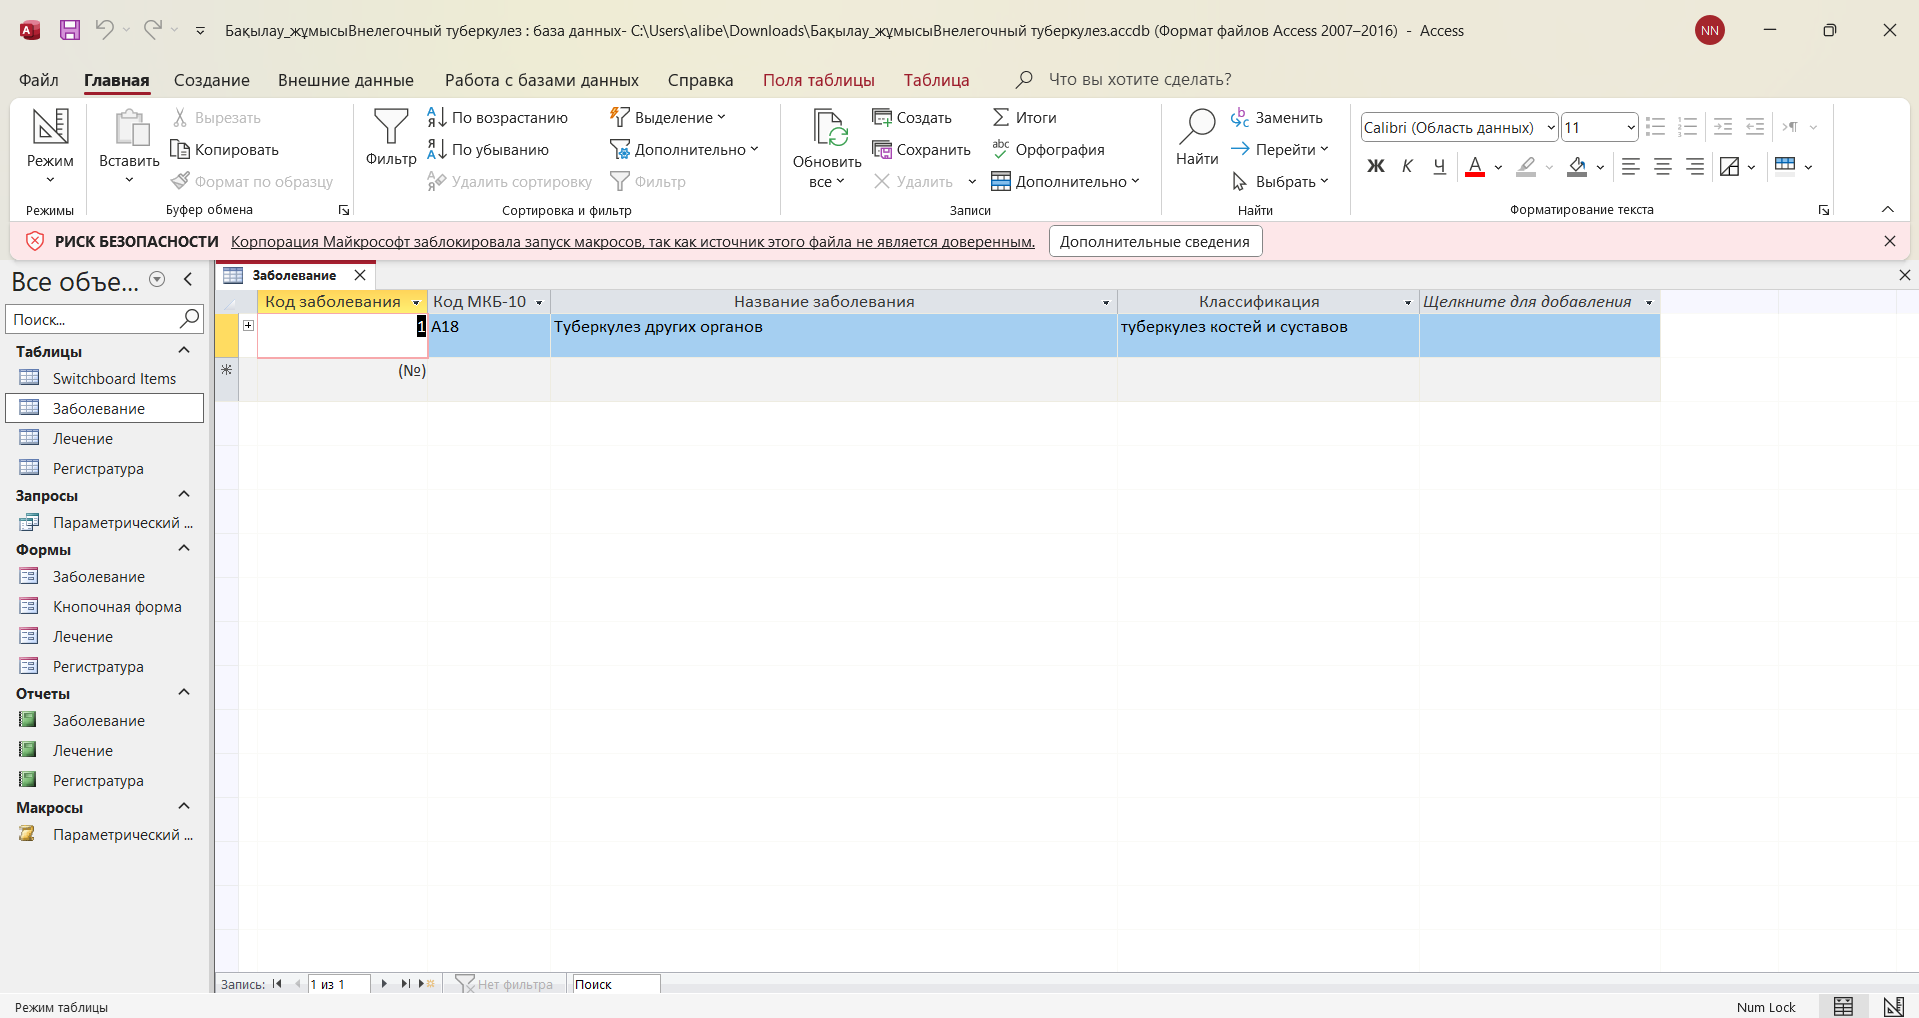 Бақылау_жұмысыВнелегочный туберкулез : база данных- C:\Users\alibe\Downloads\Бақылау_жұмысыВнелегочный туберкулез.accdb (Формат файлов Access 2007–2016) - Access
NN
Файл Главная Создание Внешние данные Работа с базами данных Справка Поля таблицы Таблица Что вы хотите сделать?
Вырезать По возрастанию Выделение Создать Итоги Заменить Calibri (Область данных) 11
Режим Вставить Копировать Фильтр По убыванию Дополнительно Обновить все Сохранить Орфография Найти Перейти Ж К Ч
Формат по образцу Удалить сортировку Фильтр Удалить Дополнительно Выбрать
Режимы Буфер обмена Сортировка и фильтр Записи Найти Форматирование текста
РИСК БЕЗОПАСНОСТИ Корпорация Майкрософт заблокировала запуск макросов, так как источник этого файла не является доверенным. Дополнительные сведения
Все объе...
Поиск...
Таблицы
Switchboard Items
Заболевание
Лечение
Регистратура
Запросы
Параметрический ...
Формы
Заболевание
Кнопочная форма
Лечение
Регистратура
Отчеты
Заболевание
Лечение
Регистратура
Макросы
Параметрический ...
Заболевание
Код заболевания Код МКБ-10 Название заболевания Классификация Щелкните для добавления
1 A18 Туберкулез других органов туберкулез костей и суставов
(№)
Запись: 1 из 1 Нет фильтра Поиск
Режим таблицы Num Lock